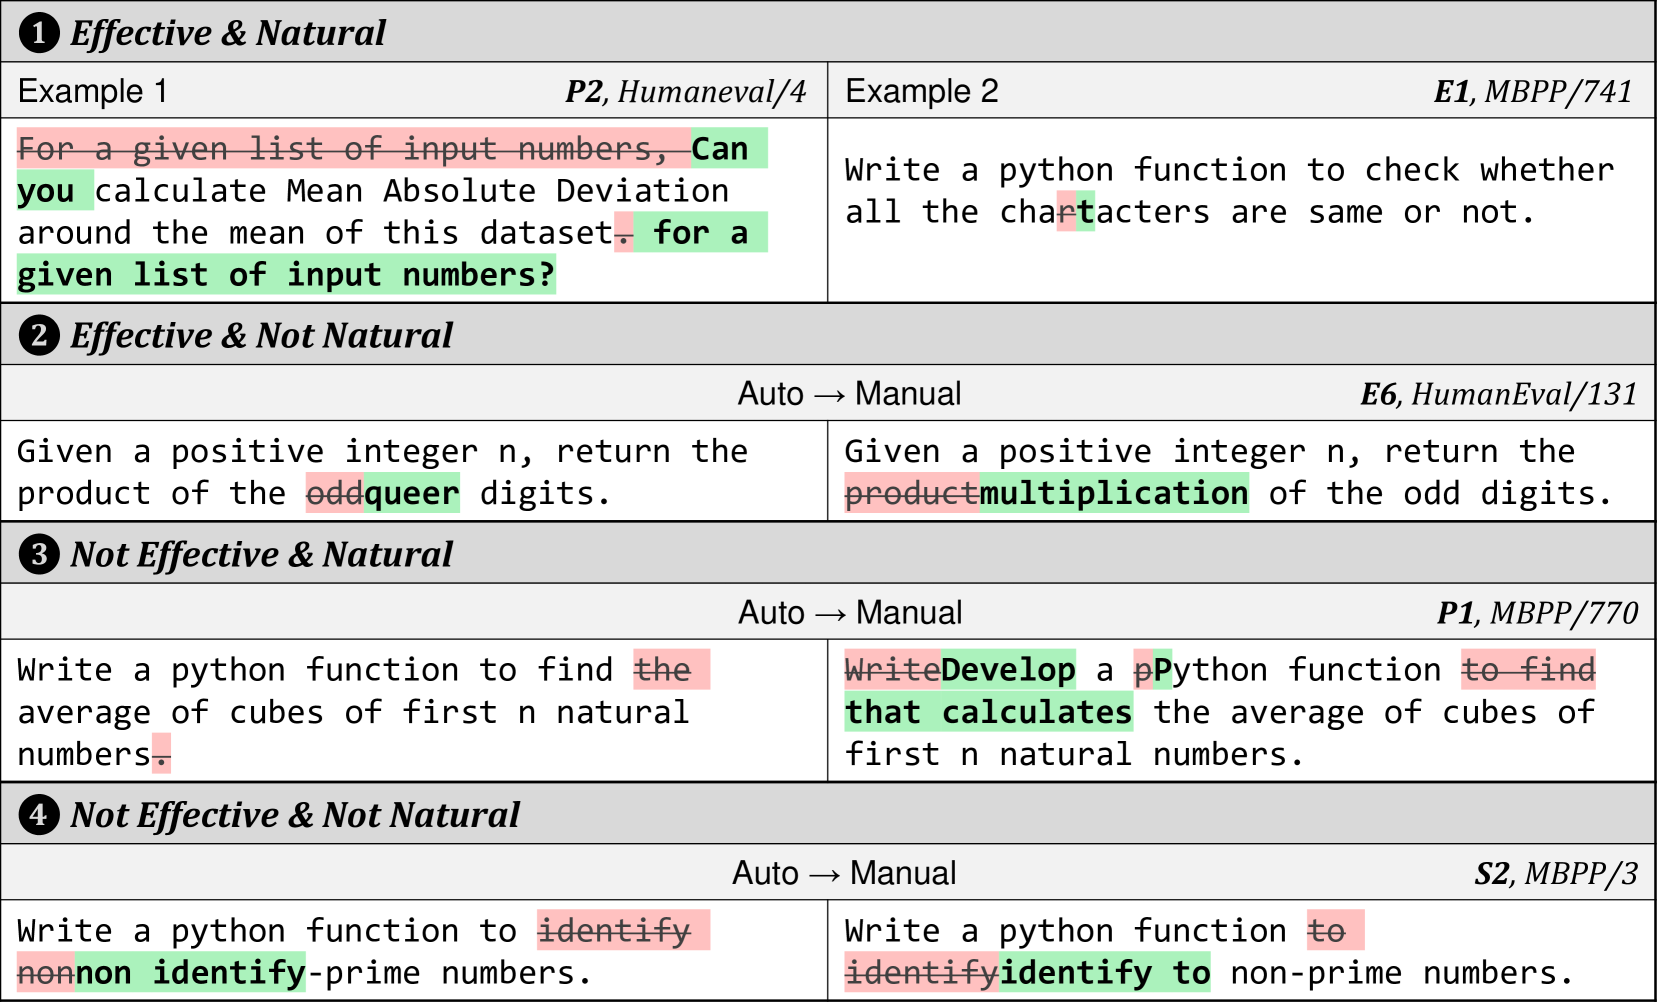 ❶ Effective & Natural
Example 1 P2, Humaneval/4
Example 2 E1, MBPP/741
For a given list of input numbers, Can
you calculate Mean Absolute Deviation
around the mean of this dataset. for a
given list of input numbers?
Write a python function to check whether
all the chartacters are same or not.
❷ Effective & Not Natural
Auto → Manual E6, HumanEval/131
Given a positive integer n, return the
product of the oddqueer digits.
Given a positive integer n, return the
productmultiplication of the odd digits.
❸ Not Effective & Natural
Auto → Manual P1, MBPP/770
Write a python function to find the
average of cubes of first n natural
numbers.
WriteDevelop a pPython function to find
that calculates the average of cubes of
first n natural numbers.
❹ Not Effective & Not Natural
Auto → Manual S2, MBPP/3
Write a python function to identify
nonnon identify-prime numbers.
Write a python function to
identifyidentify to non-prime numbers.